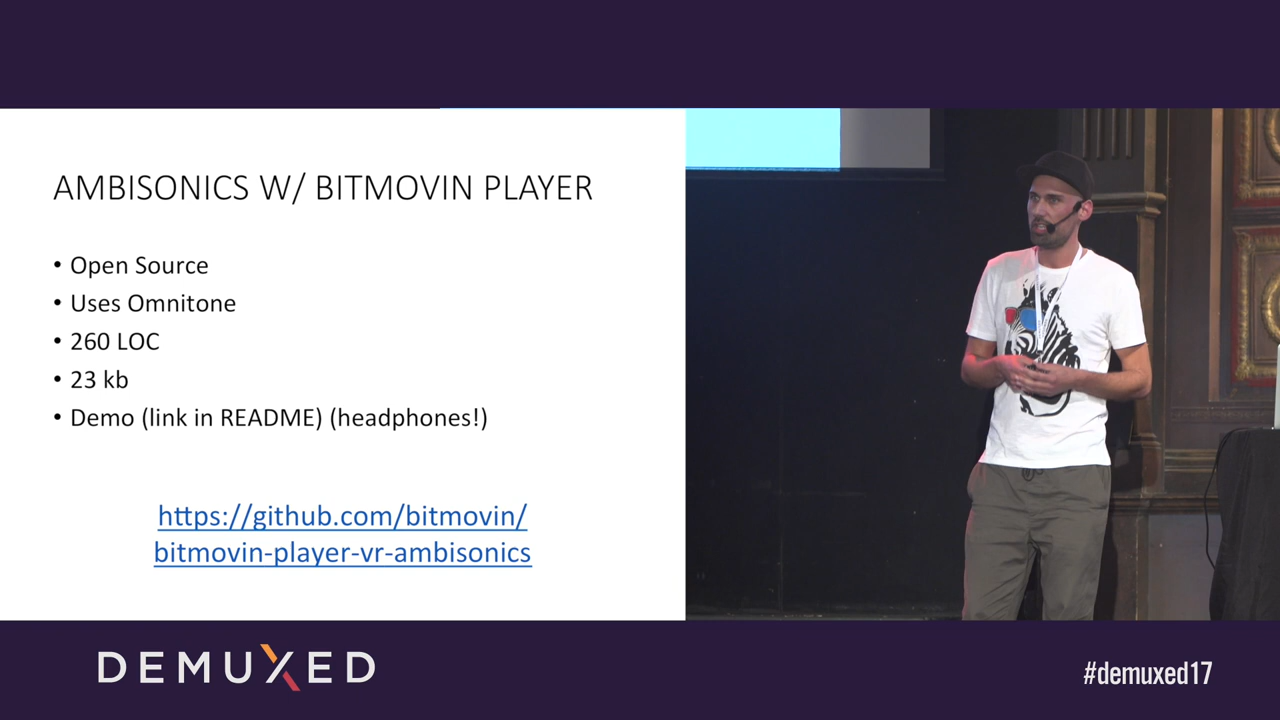 AMBISONICS W/ BITMOVIN PLAYER
• Open Source
• Uses Omnitone
• 260 LOC
• 23 kb
• Demo (link in README) (headphones!)
https://github.com/bitmovin/
bitmovin-player-vr-ambisonics
DEMUXED
#demuxed17